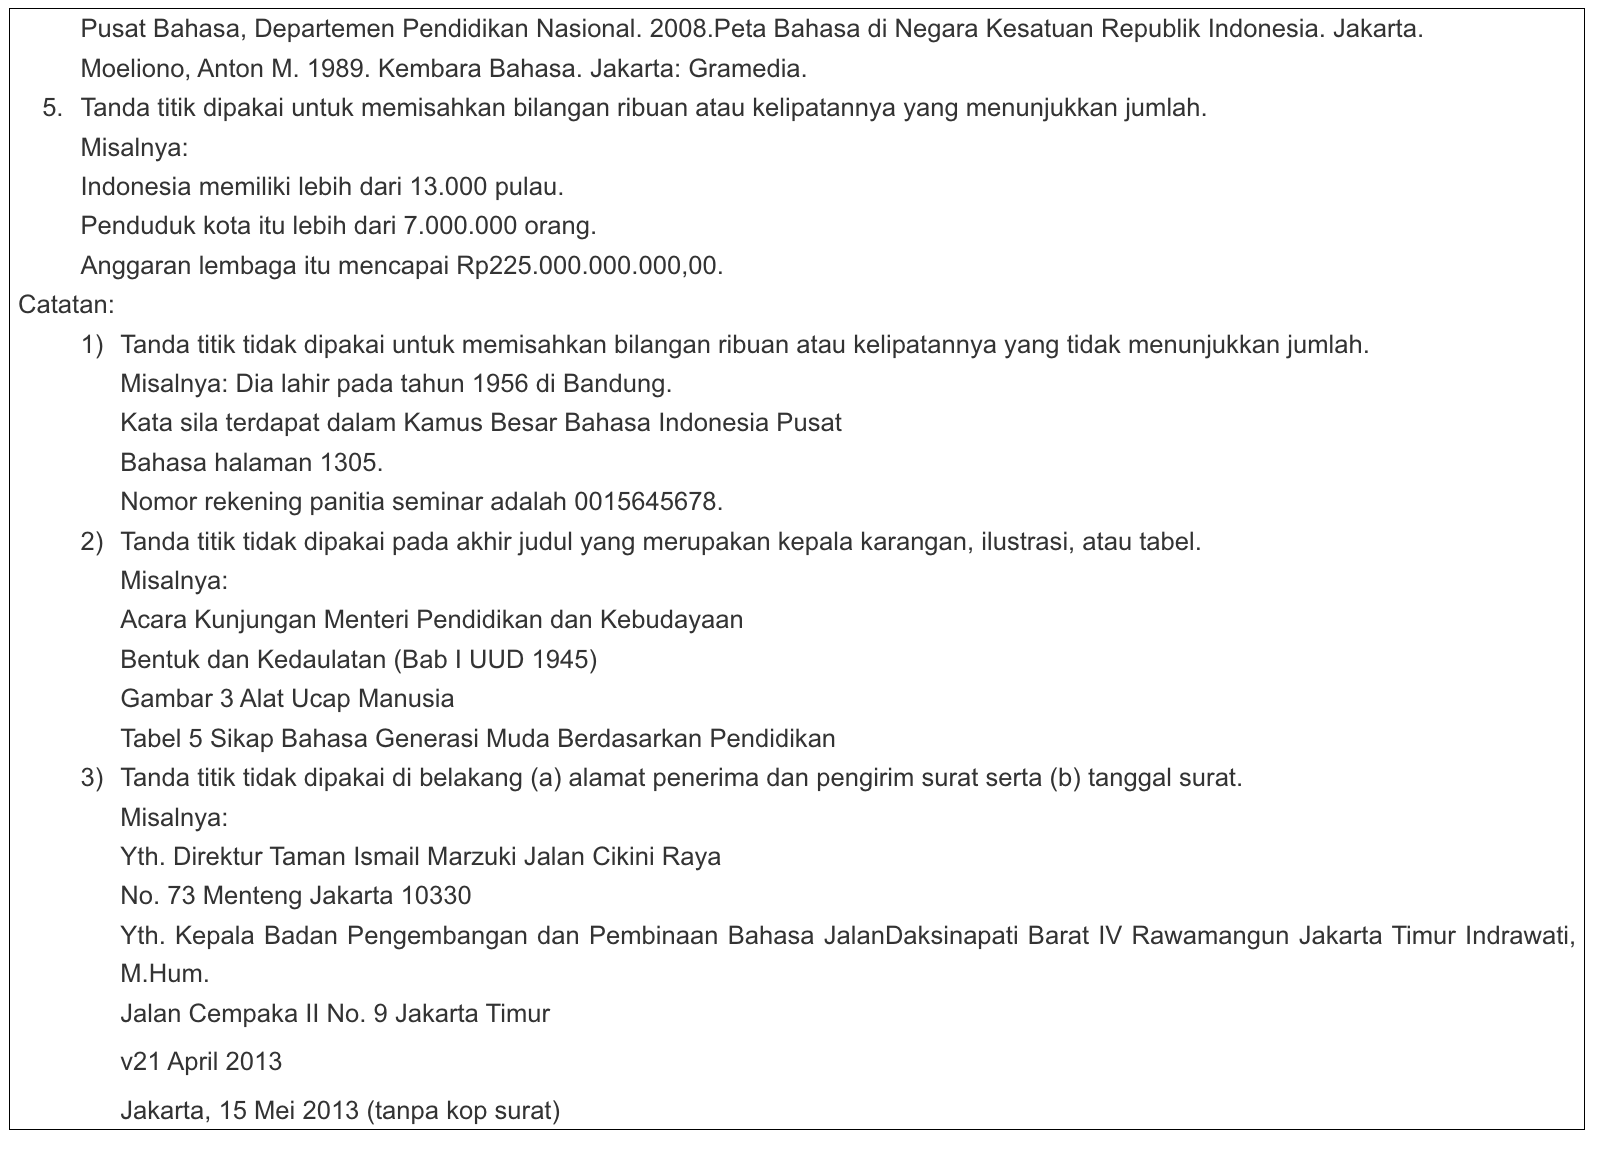 Pusat Bahasa, Departemen Pendidikan Nasional. 2008.Peta Bahasa di Negara Kesatuan Republik Indonesia. Jakarta.
Moeliono, Anton M. 1989. Kembara Bahasa. Jakarta: Gramedia.
5. Tanda titik dipakai untuk memisahkan bilangan ribuan atau kelipatannya yang menunjukkan jumlah.
Misalnya:
Indonesia memiliki lebih dari 13.000 pulau.
Penduduk kota itu lebih dari 7.000.000 orang.
Anggaran lembaga itu mencapai Rp225.000.000.000,00.
Catatan:
1) Tanda titik tidak dipakai untuk memisahkan bilangan ribuan atau kelipatannya yang tidak menunjukkan jumlah.
Misalnya: Dia lahir pada tahun 1956 di Bandung.
Kata sila terdapat dalam Kamus Besar Bahasa Indonesia Pusat
Bahasa halaman 1305.
Nomor rekening panitia seminar adalah 0015645678.
2) Tanda titik tidak dipakai pada akhir judul yang merupakan kepala karangan, ilustrasi, atau tabel.
Misalnya:
Acara Kunjungan Menteri Pendidikan dan Kebudayaan
Bentuk dan Kedaulatan (Bab I UUD 1945)
Gambar 3 Alat Ucap Manusia
Tabel 5 Sikap Bahasa Generasi Muda Berdasarkan Pendidikan
3) Tanda titik tidak dipakai di belakang (a) alamat penerima dan pengirim surat serta (b) tanggal surat.
Misalnya:
Yth. Direktur Taman Ismail Marzuki Jalan Cikini Raya
No. 73 Menteng Jakarta 10330
Yth. Kepala Badan Pengembangan dan Pembinaan Bahasa JalanDaksinapati Barat IV Rawamangun Jakarta Timur Indrawati,
M.Hum.
Jalan Cempaka II No. 9 Jakarta Timur
v21 April 2013
Jakarta, 15 Mei 2013 (tanpa kop surat)